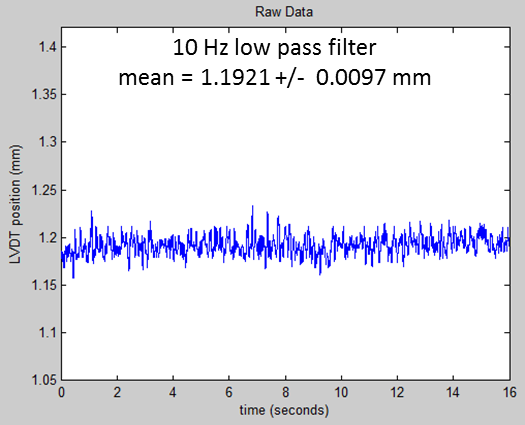 Raw Data
10 Hz low pass filter
mean = 1.1921 +/- 0.0097 mm
1.4
1.35
1.3
1.25
1.2
1.15
1.1
1.05
LVDT position (mm)
0 2 4 6 8 10 12 14 16
time (seconds)